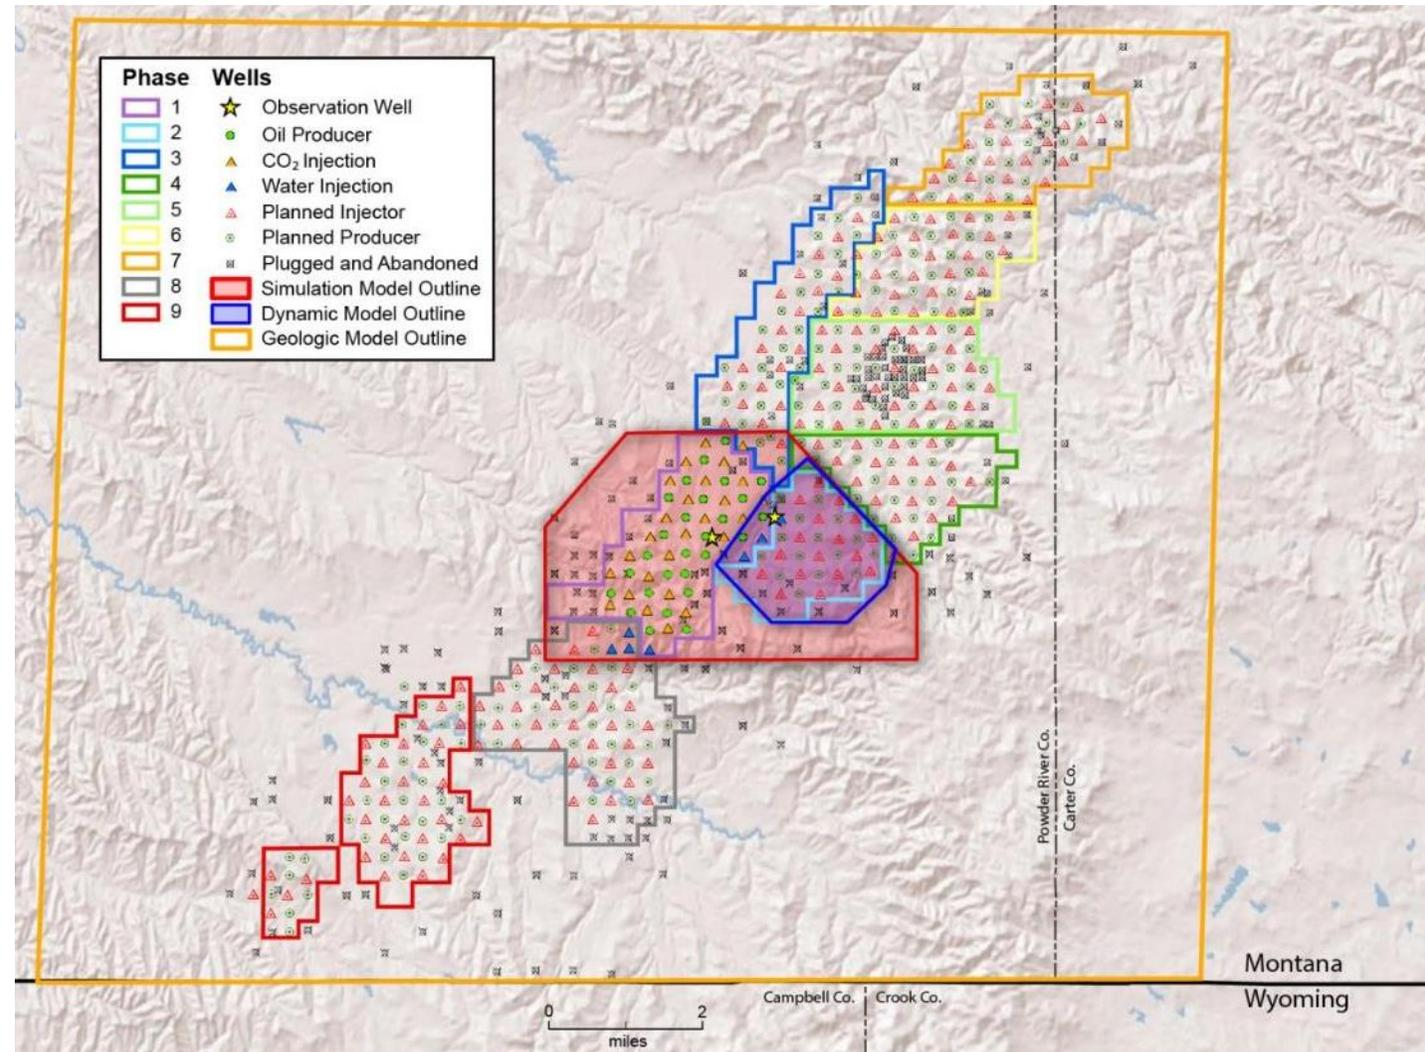 Phase Wells
1 Observation Well
2 Oil Producer
3 CO₂ Injection
4 Water Injection
5 Planned Injector
6 Planned Producer
7 Plugged and Abandoned
8 Simulation Model Outline
9 Dynamic Model Outline
Geologic Model Outline
Powder River Co.
Carter Co.
Montana
Wyoming
Campbell Co. Crook Co.
0 2
miles